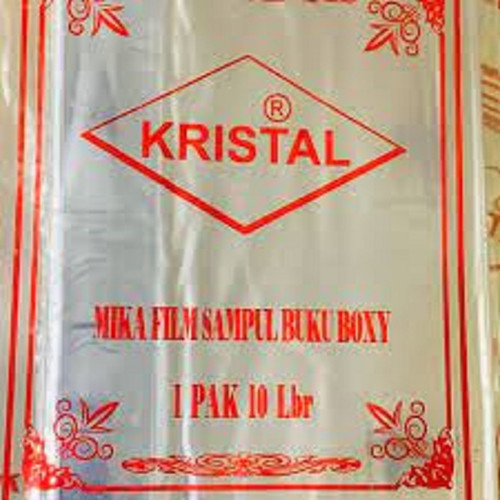 ®
KRISTAL
MIKA FILM SAMPUL BUKU BOXY
1 PAK 10 Lbr